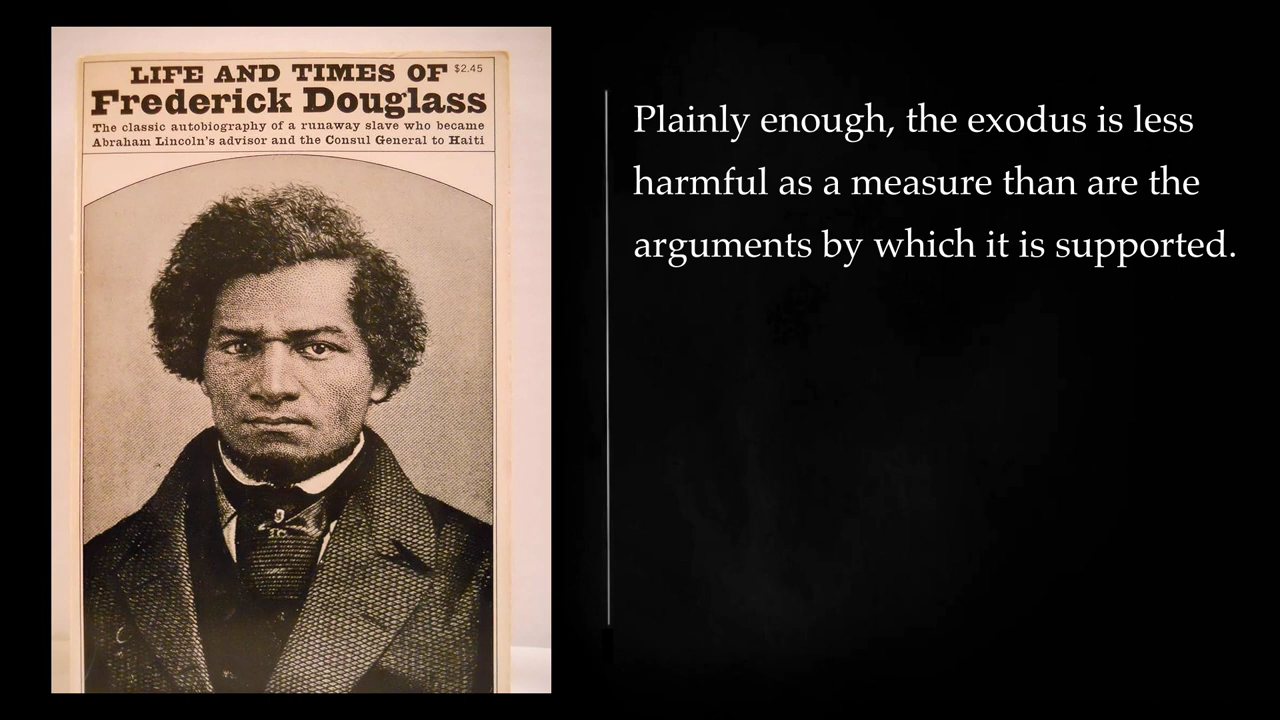 LIFE AND TIMES OF $2.45
Frederick Douglass
The classic autobiography of a runaway slave who became
Abraham Lincoln's advisor and the Consul General to Haiti
Plainly enough, the exodus is less
harmful as a measure than are the
arguments by which it is supported.